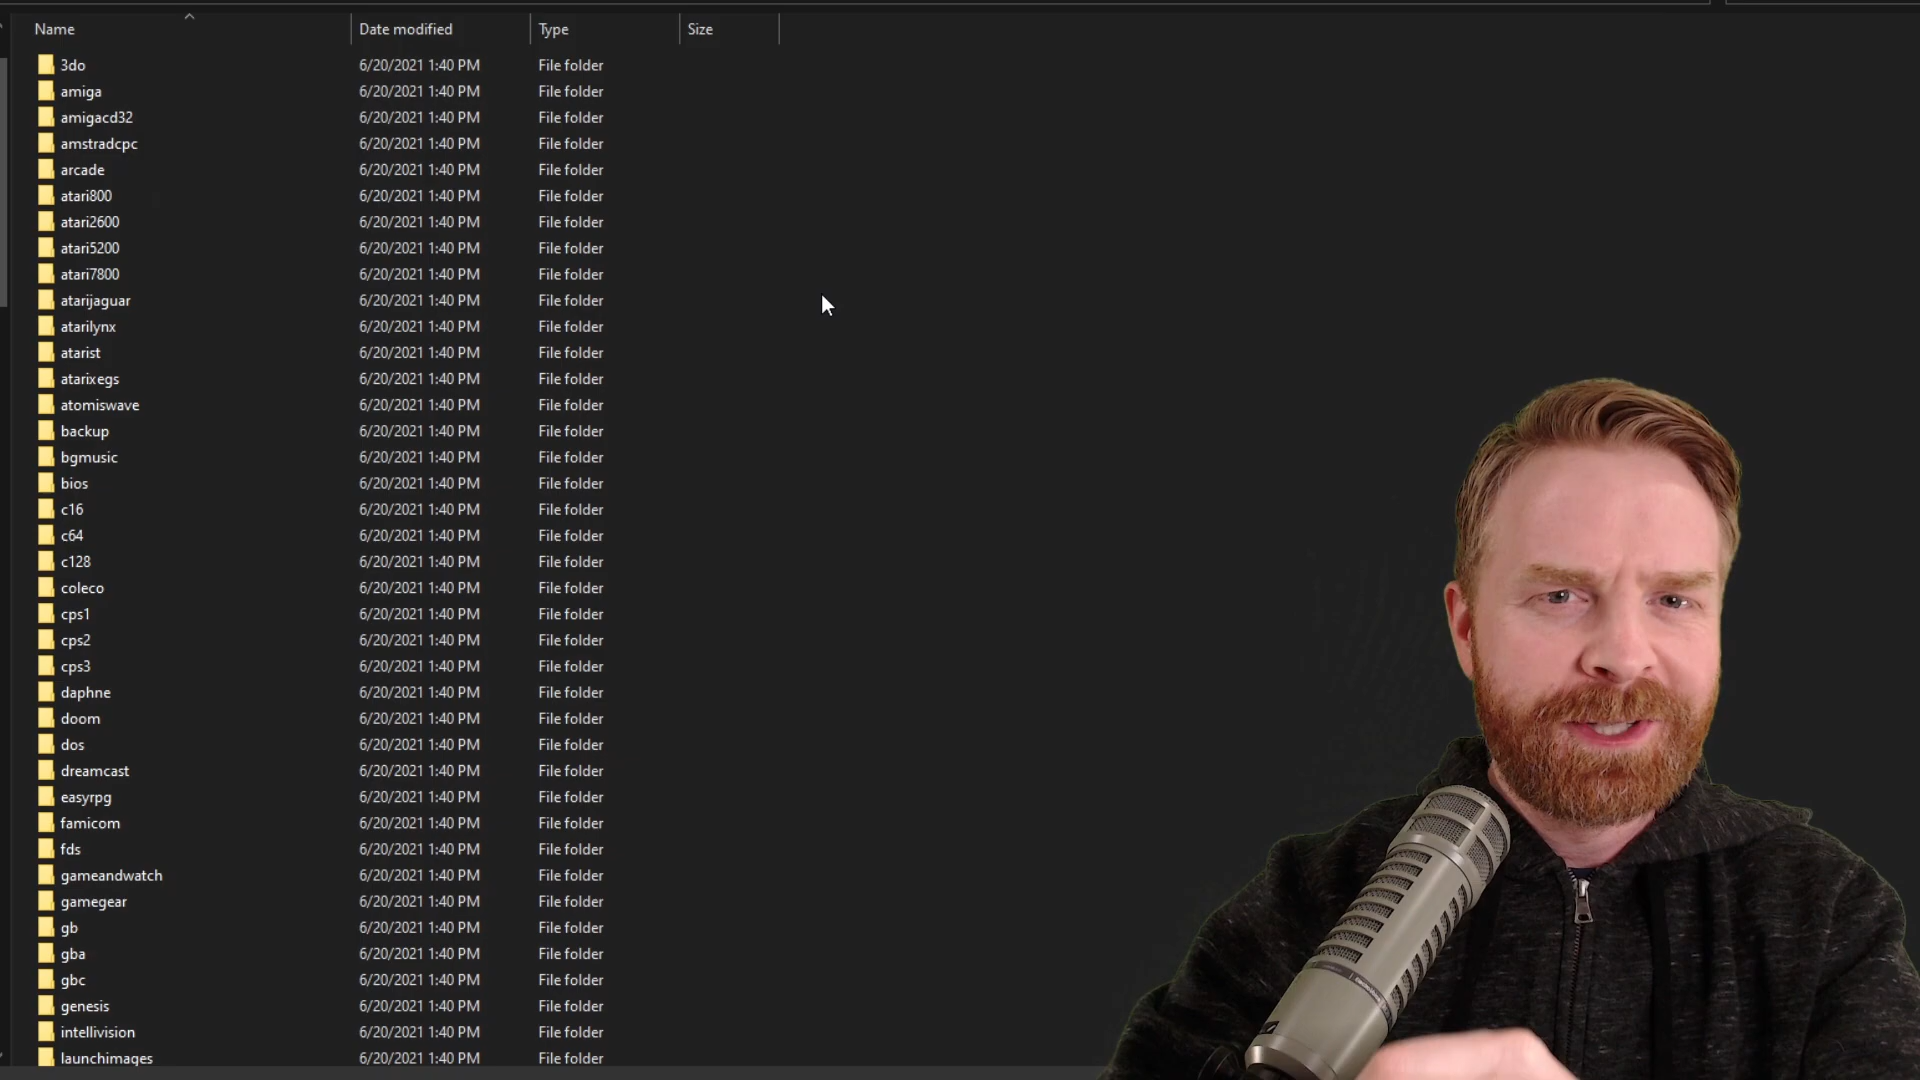 Name Date modified Type Size
3do 6/20/2021 1:40 PM File folder
amiga 6/20/2021 1:40 PM File folder
amigacd32 6/20/2021 1:40 PM File folder
amstradcpc 6/20/2021 1:40 PM File folder
arcade 6/20/2021 1:40 PM File folder
atari800 6/20/2021 1:40 PM File folder
atari2600 6/20/2021 1:40 PM File folder
atari5200 6/20/2021 1:40 PM File folder
atari7800 6/20/2021 1:40 PM File folder
atarijaguar 6/20/2021 1:40 PM File folder
atarilynx 6/20/2021 1:40 PM File folder
atarist 6/20/2021 1:40 PM File folder
atarixegs 6/20/2021 1:40 PM File folder
atomiswave 6/20/2021 1:40 PM File folder
backup 6/20/2021 1:40 PM File folder
bgmusic 6/20/2021 1:40 PM File folder
bios 6/20/2021 1:40 PM File folder
c16 6/20/2021 1:40 PM File folder
c64 6/20/2021 1:40 PM File folder
c128 6/20/2021 1:40 PM File folder
coleco 6/20/2021 1:40 PM File folder
cps1 6/20/2021 1:40 PM File folder
cps2 6/20/2021 1:40 PM File folder
cps3 6/20/2021 1:40 PM File folder
daphne 6/20/2021 1:40 PM File folder
doom 6/20/2021 1:40 PM File folder
dos 6/20/2021 1:40 PM File folder
dreamcast 6/20/2021 1:40 PM File folder
easyrpg 6/20/2021 1:40 PM File folder
famicom 6/20/2021 1:40 PM File folder
fds 6/20/2021 1:40 PM File folder
gameandwatch 6/20/2021 1:40 PM File folder
gamegear 6/20/2021 1:40 PM File folder
gb 6/20/2021 1:40 PM File folder
gba 6/20/2021 1:40 PM File folder
gbc 6/20/2021 1:40 PM File folder
genesis 6/20/2021 1:40 PM File folder
intellivision 6/20/2021 1:40 PM File folder
launchimages 6/20/2021 1:40 PM File folder